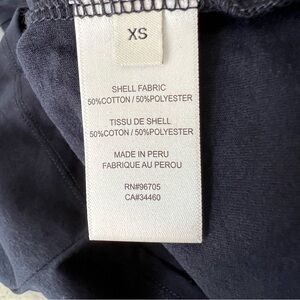 XS
SHELL FABRIC
50%COTTON / 50%POLYESTER
TISSU DE SHELL
50%COTTON / 50%POLYESTER
MADE IN PERU
FABRIQUE AU PEROU
RN#96705
CA#34460